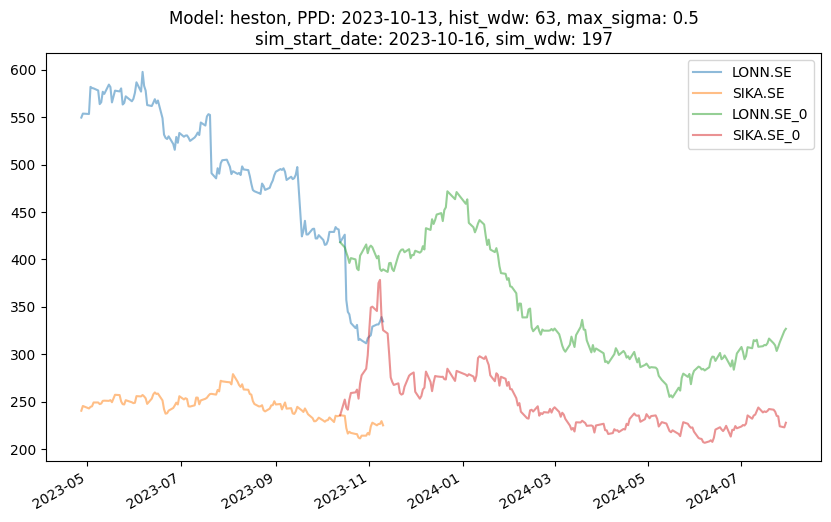 Model: heston, PPD: 2023-10-13, hist_wdw: 63, max_sigma: 0.5
sim_start_date: 2023-10-16, sim_wdw: 197
LONN.SE
SIKA.SE
LONN.SE_0
SIKA.SE_0
600
550
500
450
400
350
300
250
200
2023-05
2023-07
2023-09
2023-11
2024-01
2024-03
2024-05
2024-07